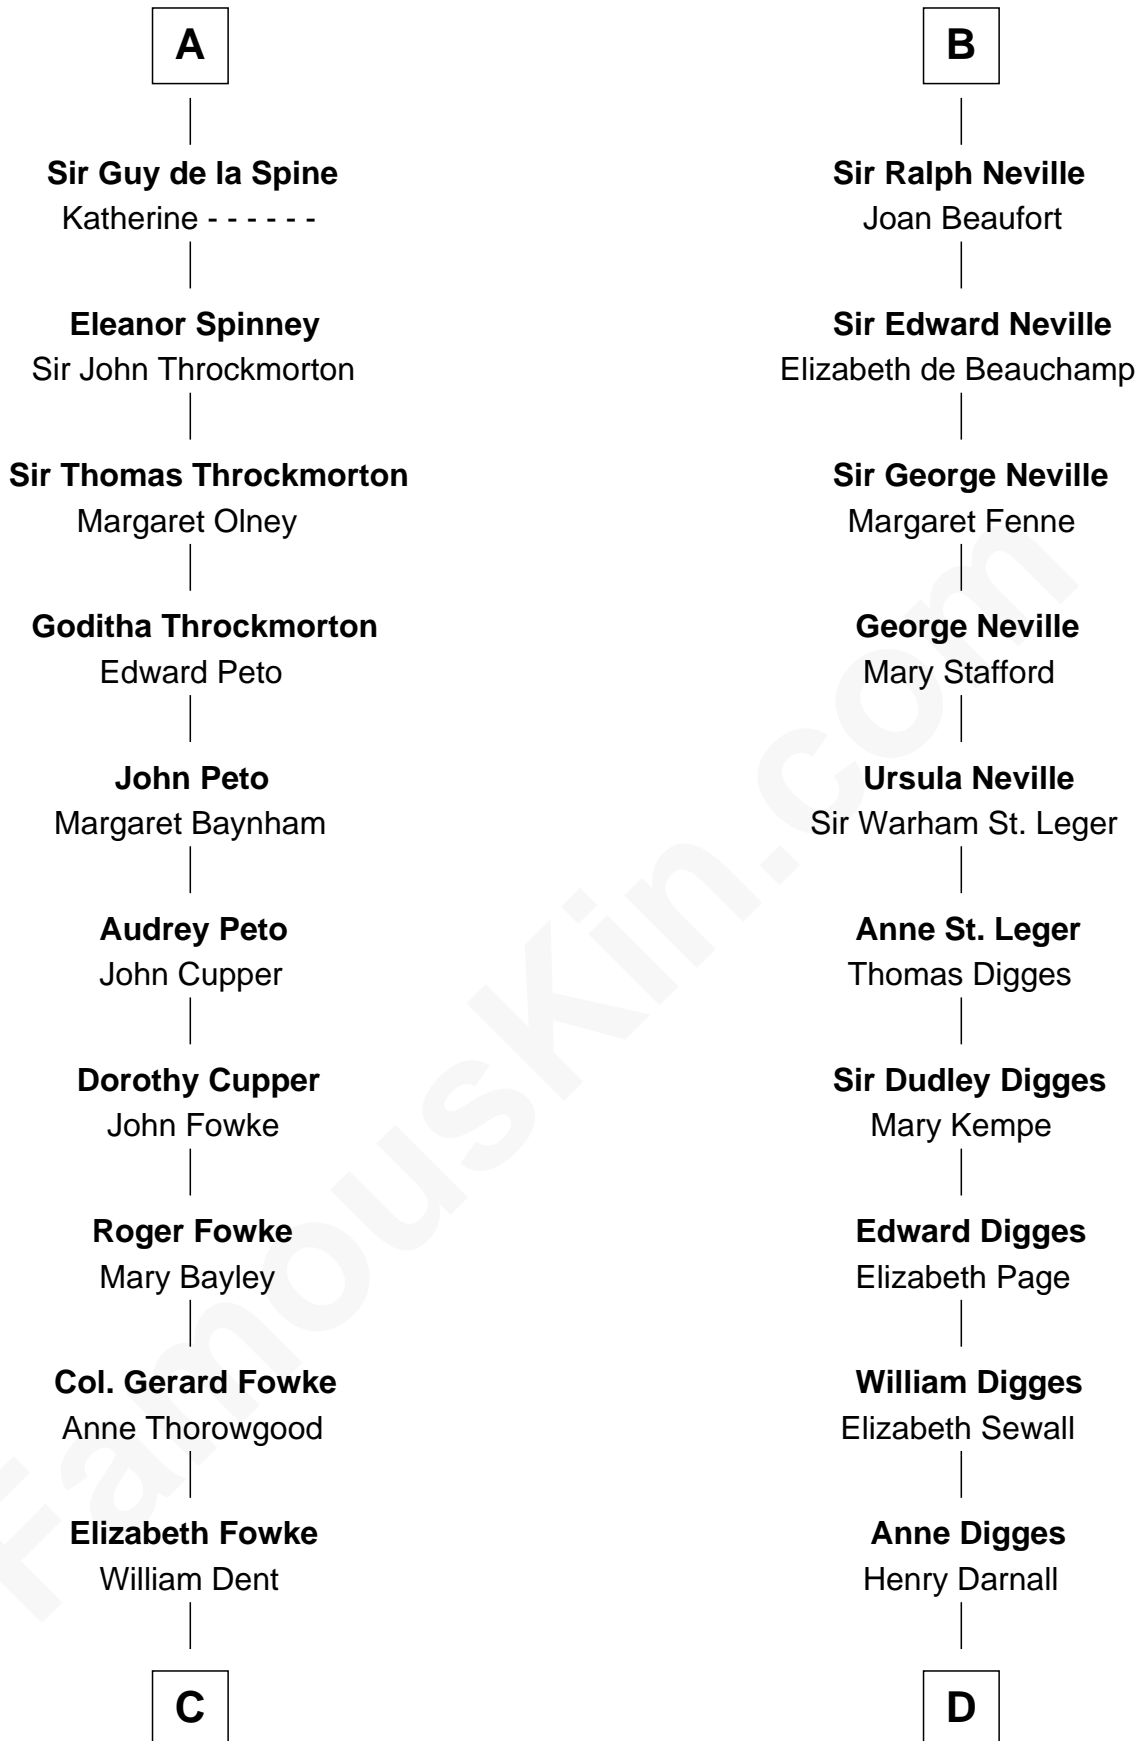 A
Sir Guy de la Spine
Katherine - - - - - -
Eleanor Spinney
Sir John Throckmorton
Sir Thomas Throckmorton
Margaret Olney
Goditha Throckmorton
Edward Peto
John Peto
Margaret Baynham
Audrey Peto
John Cupper
Dorothy Cupper
John Fowke
Roger Fowke
Mary Bayley
Col. Gerard Fowke
Anne Thorowgood
Elizabeth Fowke
William Dent
C
B
Sir Ralph Neville
Joan Beaufort
Sir Edward Neville
Elizabeth de Beauchamp
Sir George Neville
Margaret Fenne
George Neville
Mary Stafford
Ursula Neville
Sir Warham St. Leger
Anne St. Leger
Thomas Digges
Sir Dudley Digges
Mary Kempe
Edward Digges
Elizabeth Page
William Digges
Elizabeth Sewall
Anne Digges
Henry Darnall
D
FamousKin.com